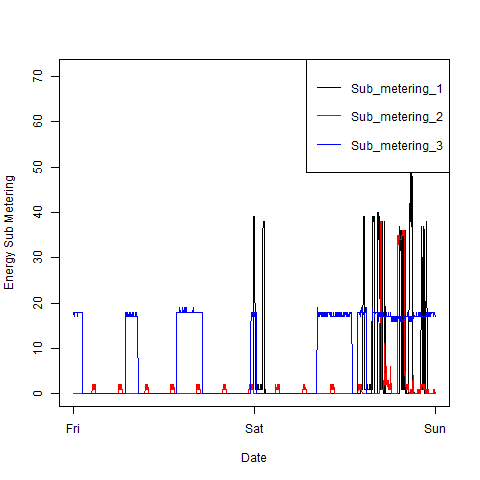 Sub_metering_1
Sub_metering_2
Sub_metering_3
Energy Sub Metering
70
60
50
40
30
20
10
0
Fri Sat Sun
Date